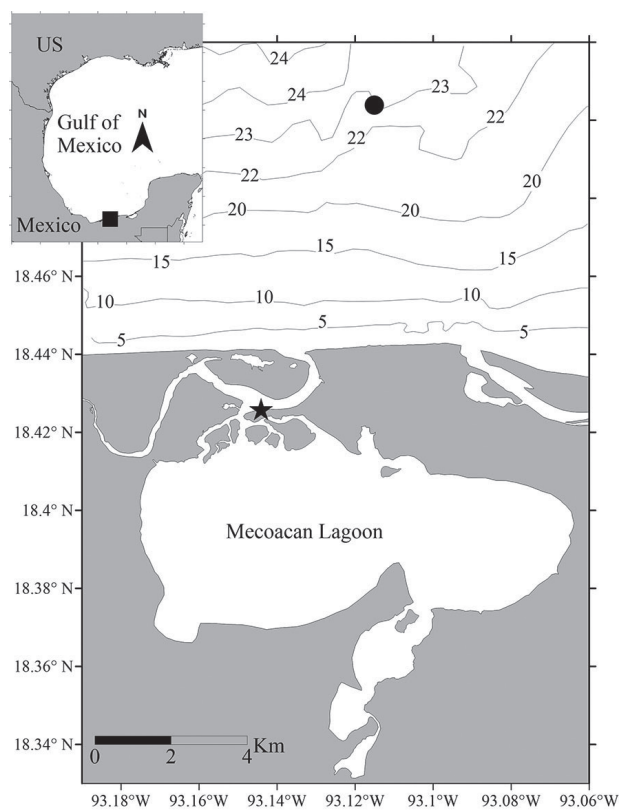 US
Gulf of
Mexico
N
Mexico
24
24
23
23
22
22
22
20
20
20
15
15
15
10
10
10
5
5
5
18.46° N
18.44° N
18.42° N
18.4° N
18.38° N
18.36° N
18.34° N
Mecoacan Lagoon
0 2 4 Km
93.18°W 93.16°W 93.14°W 93.12°W 93.1°W 93.08°W 93.06°W